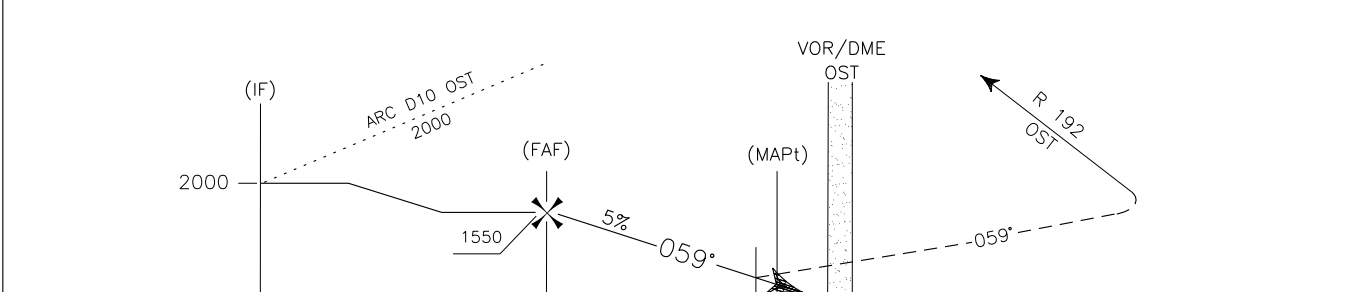 VOR/DME
OST
(IF)
ARC D10 OST
2000
R 192
OST
(FAF)
(MAPt)
2000
5%
1550
059°
059°